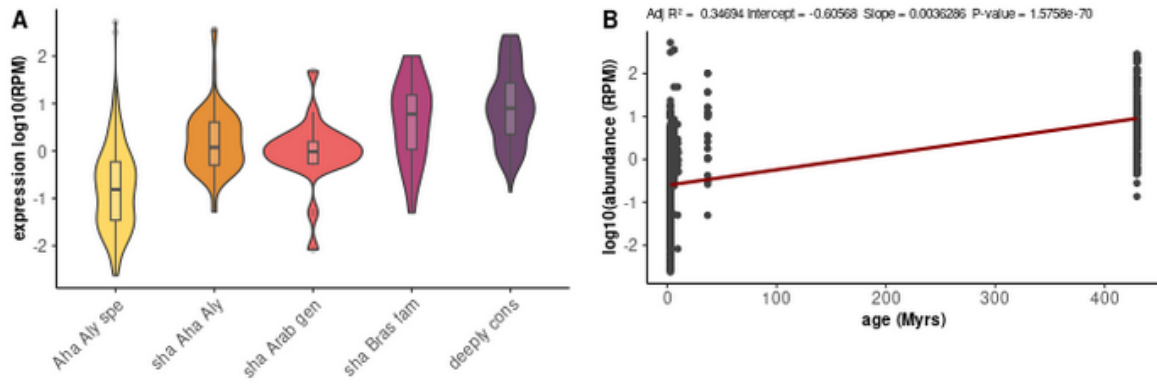 A
expression log10(RPM)
2
1
0
-1
-2
Aha Aly spe
sha Aha Aly
sha Arab gen
sha Bras fam
deeply cons
B
Adj R² = 0.34694 Intercept = -0.60568 Slope = 0.0036286 P-value = 1.5758e-70
log10(abundance (RPM))
2
1
0
-1
-2
0 100 200 300 400
age (Myrs)